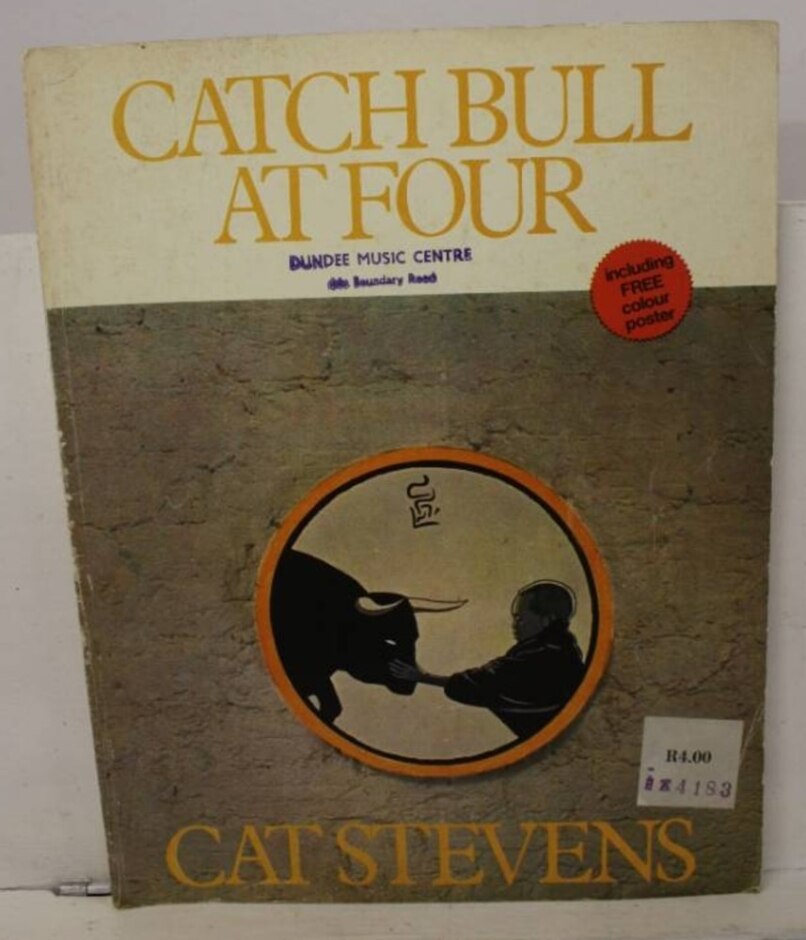 CATCH BULL
AT FOUR
DUNDEE MUSIC CENTRE
Boundary Road
including
FREE
colour
poster
R4.00
4183
CAT STEVENS